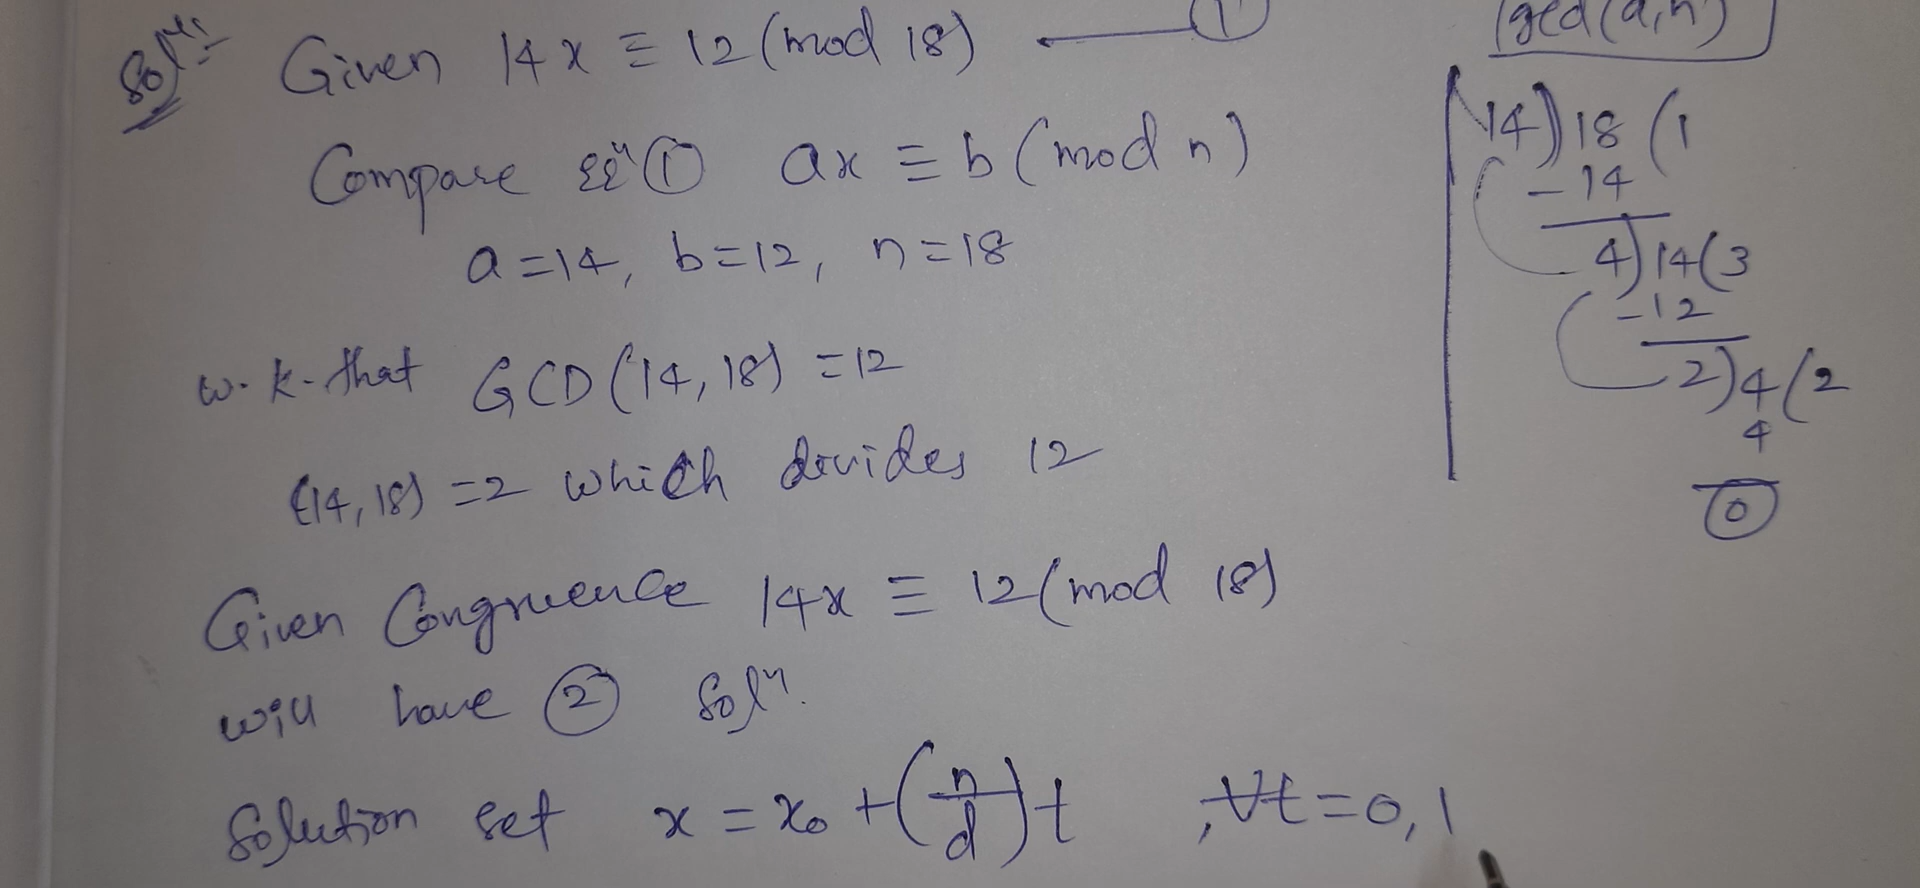 Solⁿ:- Given 14x ≡ 12 (mod 18) — ①
Compare eqⁿ ① ax ≡ b (mod n)
a=14, b=12, n=18
w.k.that GCD(14, 18) =12
(14, 18) =2 which divides 12
Given Congruence 14x ≡ 12 (mod 18)
will have ② Solⁿ.
Solution set x = x₀ + (n/d)t , ∀t=0,1
gcd(a,n)
14)18(1
-14
4)14(3
-12
2)4(2
4
0